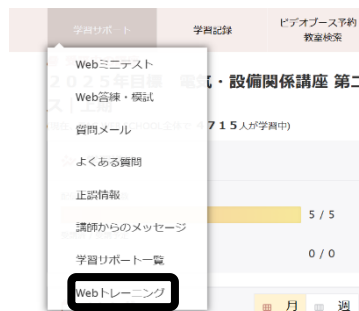 学習サポート
学習記録
ビデオブース予約
教室検索
Webミニテスト
2025年目標 電気・設備関係講座 第二
Web答練・模試
ス
質問メール
715人が学習中)
よくある質問
正誤情報
5 / 5
講師からのメッセージ
学習サポート一覧
0 / 0
Webトレーニング
月
週